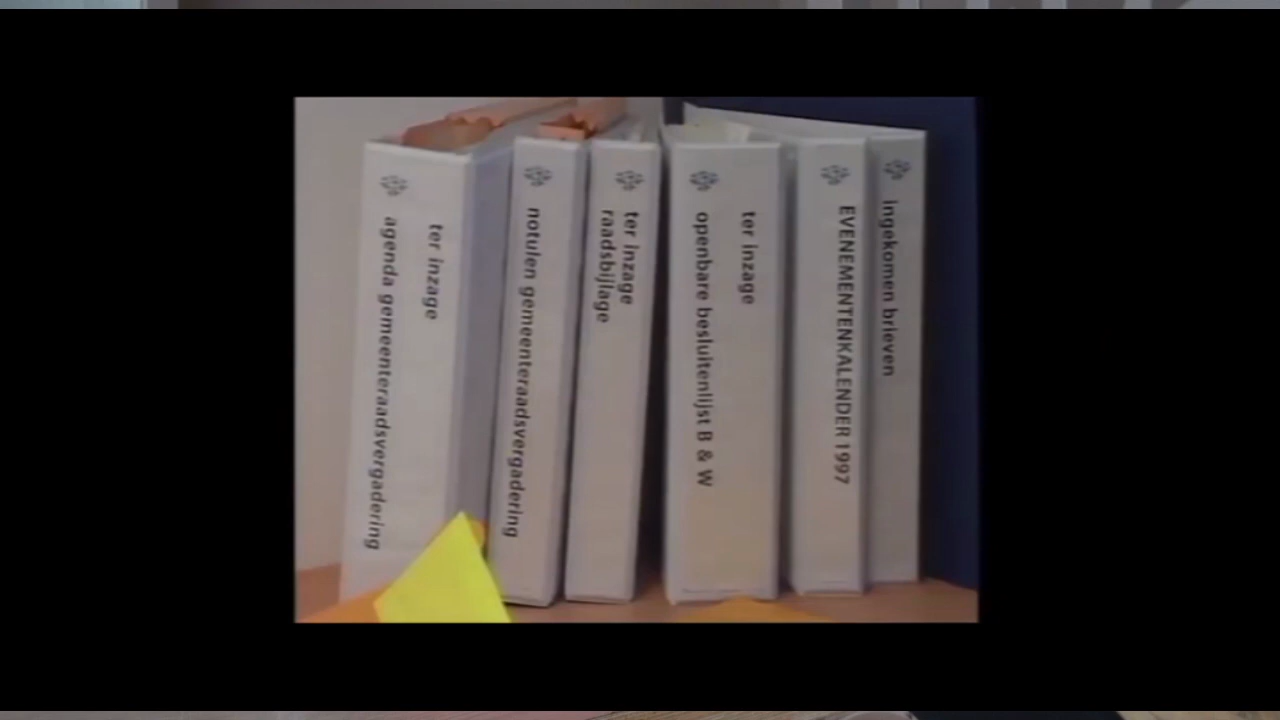 ter inzage
agenda gemeenteraadsvergadering
notulen gemeenteraadsvergadering
ter inzage
raadsbijlage
ter inzage
openbare besluitenlijst B & W
EVENEMENTENKALENDER 1997
ingekomen brieven